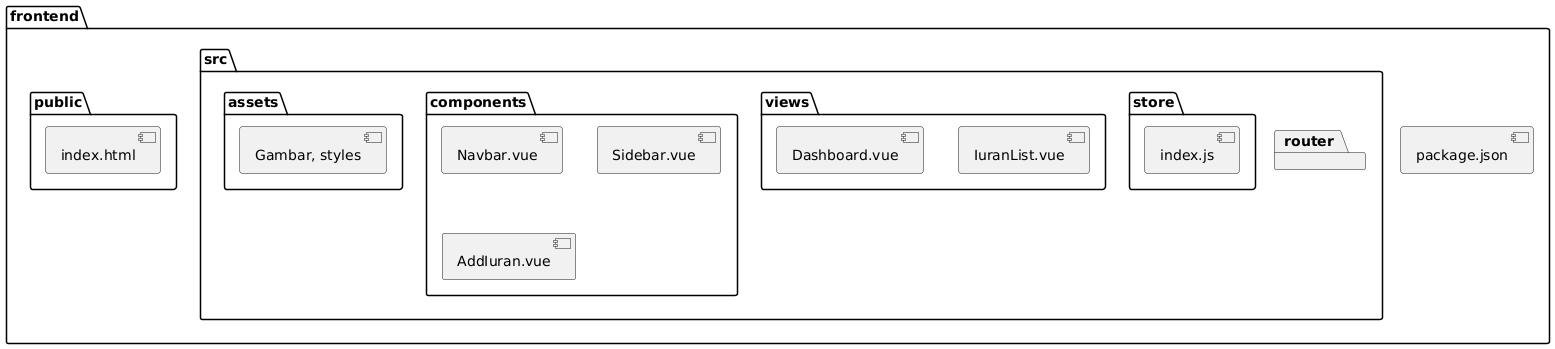 frontend
src
public
assets
components
views
store
router
index.html
Gambar, styles
Navbar.vue
Sidebar.vue
Dashboard.vue
IuranList.vue
index.js
package.json
AddIuran.vue